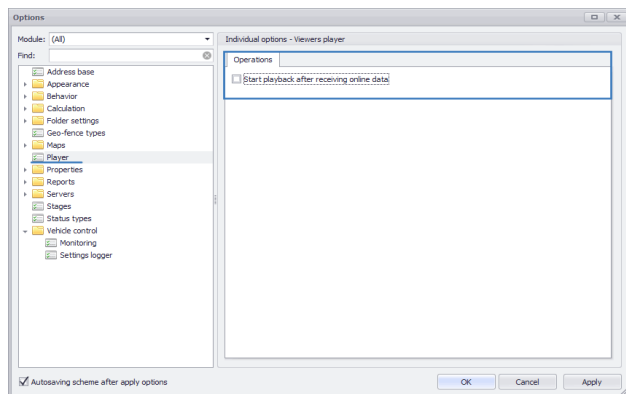 Options
Module: (All)
Find:
Address base
Appearance
Behavior
Calculation
Folder settings
Geo-fence types
Maps
Player
Properties
Reports
Servers
Stages
Status types
Vehicle control
Monitoring
Settings logger
Individual options - Viewers player
Operations
Start playback after receiving online data
Autosaving scheme after apply options
OK Cancel Apply